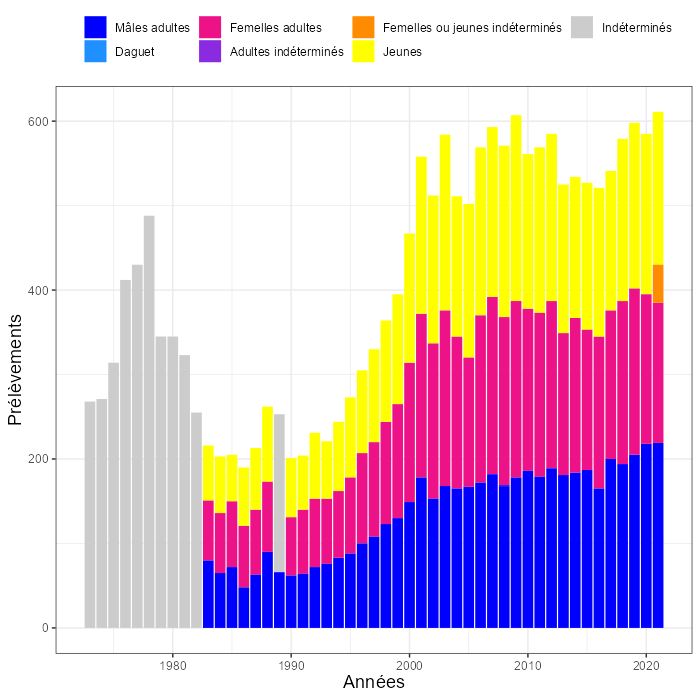 Mâles adultes Femelles adultes Femelles ou jeunes indéterminés Indéterminés
Daguet Adultes indéterminés Jeunes
600
400
200
0
Prélèvements
1980 1990 2000 2010 2020
Années